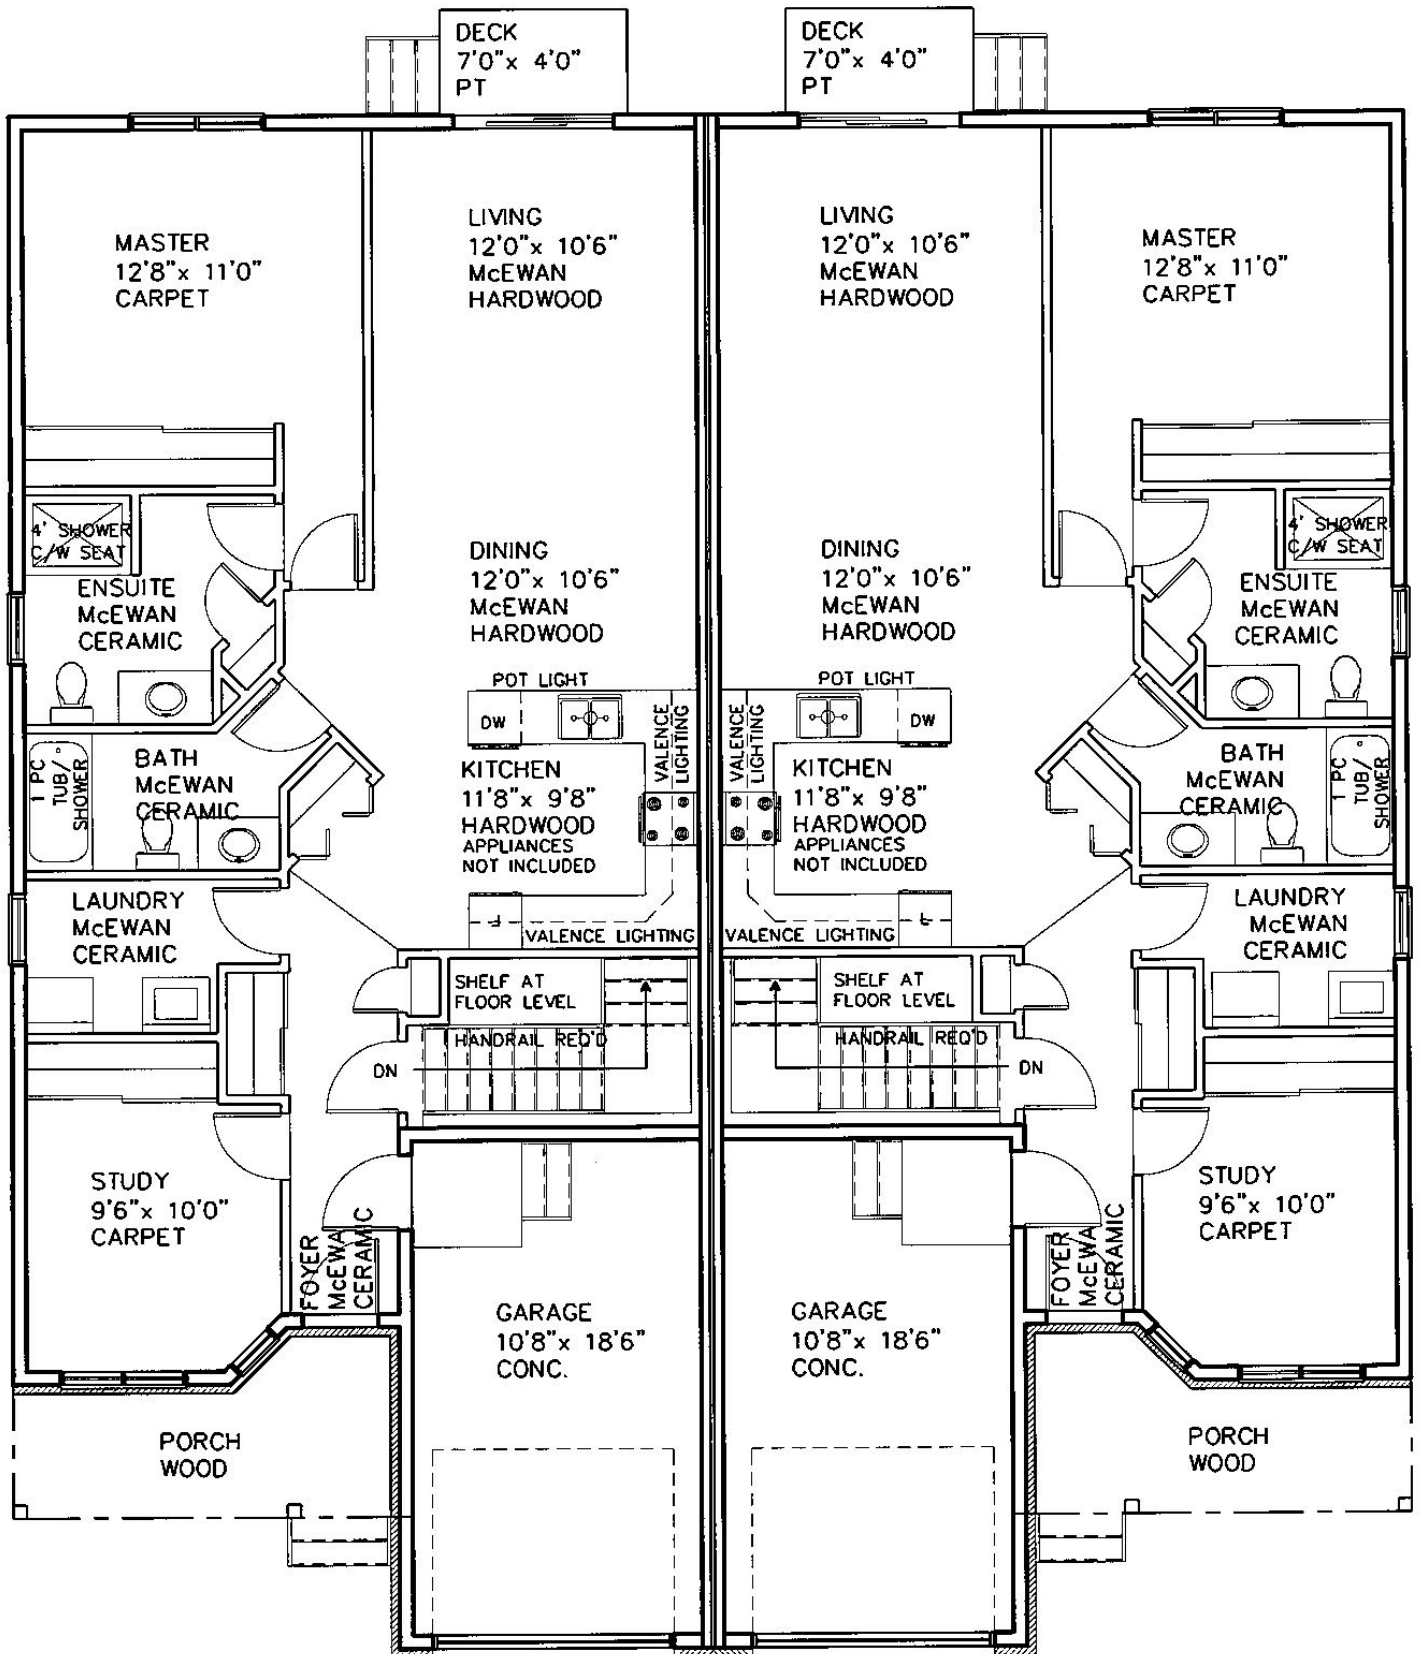 DECK
7'0"x 4'0"
PT
DECK
7'0"x 4'0"
PT
MASTER
12'8"x 11'0"
CARPET
LIVING
12'0"x 10'6"
McEWAN
HARDWOOD
LIVING
12'0"x 10'6"
McEWAN
HARDWOOD
MASTER
12'8"x 11'0"
CARPET
4' SHOWER
C/W SEAT
ENSUITE
McEWAN
CERAMIC
DINING
12'0"x 10'6"
McEWAN
HARDWOOD
DINING
12'0"x 10'6"
McEWAN
HARDWOOD
4' SHOWER
C/W SEAT
ENSUITE
McEWAN
CERAMIC
POT LIGHT
DW
VALENCE
LIGHTING
POT LIGHT
DW
VALENCE
LIGHTING
1 PC
TUB/
SHOWER
BATH
McEWAN
CERAMIC
KITCHEN
11'8"x 9'8"
HARDWOOD
APPLIANCES
NOT INCLUDED
KITCHEN
11'8"x 9'8"
HARDWOOD
APPLIANCES
NOT INCLUDED
BATH
McEWAN
CERAMIC
1 PC
TUB/
SHOWER
LAUNDRY
McEWAN
CERAMIC
VALENCE LIGHTING
VALENCE LIGHTING
LAUNDRY
McEWAN
CERAMIC
SHELF AT
FLOOR LEVEL
HANDRAIL REQ'D
DN
SHELF AT
FLOOR LEVEL
HANDRAIL REQ'D
DN
STUDY
9'6"x 10'0"
CARPET
FOYER
McEWA
CERAMIC
GARAGE
10'8"x 18'6"
CONC.
GARAGE
10'8"x 18'6"
CONC.
FOYER
McEWA
CERAMIC
STUDY
9'6"x 10'0"
CARPET
PORCH
WOOD
PORCH
WOOD